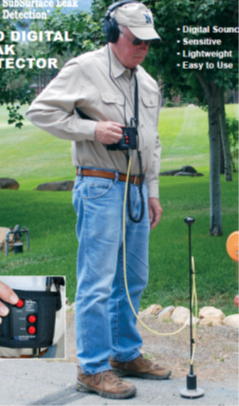 SubSurface Leak
Detection
D DIGITAL
AK
TECTOR
• Digital Soun
• Sensitive
• Lightweight
• Easy to Use